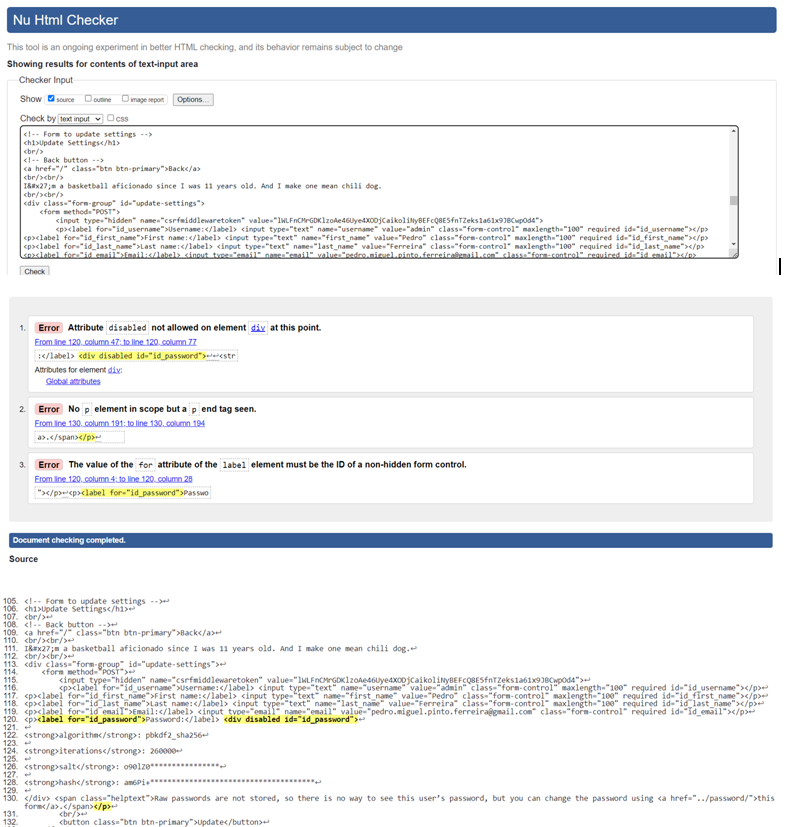 Nu Html Checker
This tool is an ongoing experiment in better HTML checking, and its behavior remains subject to change
Showing results for contents of text-input area
Checker Input
Show source outline image report Options...
Check by text input css
<!-- Form to update settings -->
<h1>Update Settings</h1>
<br/>
<!-- Back button -->
<a href="/" class="btn btn-primary">Back</a>
<br/><br/>
I&#x27;m a basketball aficionado since I was 11 years old. And I make one mean chili dog.
<br/><br/>
<div class="form-group" id="update-settings">
<form method="POST">
<input type="hidden" name="csrfmiddlewaretoken" value="lWLFnCMrGDKlzoAe46Uye4XODjCaikoliNyBEFcQ8E5fnTZeks1a61x9JBCwpOd4">
<p><label for="id_username">Username:</label> <input type="text" name="username" value="admin" class="form-control" maxlength="100" required id="id_username"></p>
<p><label for="id_first_name">First name:</label> <input type="text" name="first_name" value="Pedro" class="form-control" maxlength="100" required id="id_first_name"></p>
<p><label for="id_last_name">Last name:</label> <input type="text" name="last_name" value="Ferreira" class="form-control" maxlength="100" required id="id_last_name"></p>
<p><label for="id_email">Email:</label> <input type="email" name="email" value="pedro.miguel.pinto.ferreira@gmail.com" class="form-control" required id="id_email"></p>
Check
1. Error Attribute disabled not allowed on element div at this point.
From line 120, column 47; to line 120, column 77
:</label> <div disabled id="id_password">↩↩<str
Attributes for element div:
Global attributes
2. Error No p element in scope but a p end tag seen.
From line 130, column 191; to line 130, column 194
a>.</span></p>↩
3. Error The value of the for attribute of the label element must be the ID of a non-hidden form control.
From line 120, column 4; to line 120, column 28
"></p>↩<p><label for="id_password">Passwo
Document checking completed.
Source
105. <!-- Form to update settings -->↩
106. <h1>Update Settings</h1>↩
107. <br/>↩
108. <!-- Back button -->↩
109. <a href="/" class="btn btn-primary">Back</a>↩
110. <br/><br/>↩
111. I&#x27;m a basketball aficionado since I was 11 years old. And I make one mean chili dog.↩
112. <br/><br/>↩
113. <div class="form-group" id="update-settings">↩
114. <form method="POST">↩
115. <input type="hidden" name="csrfmiddlewaretoken" value="lWLFnCMrGDKlzoAe46Uye4XODjCaikoliNyBEFcQ8E5fnTZeks1a61x9JBCwpOd4">↩
116. <p><label for="id_username">Username:</label> <input type="text" name="username" value="admin" class="form-control" maxlength="100" required id="id_username"></p>↩
117. <p><label for="id_first_name">First name:</label> <input type="text" name="first_name" value="Pedro" class="form-control" maxlength="100" required id="id_first_name"></p>↩
118. <p><label for="id_last_name">Last name:</label> <input type="text" name="last_name" value="Ferreira" class="form-control" maxlength="100" required id="id_last_name"></p>↩
119. <p><label for="id_email">Email:</label> <input type="email" name="email" value="pedro.miguel.pinto.ferreira@gmail.com" class="form-control" required id="id_email"></p>↩
120. <p><label for="id_password">Password:</label> <div disabled id="id_password">↩
121. ↩
122. <strong>algorithm</strong>: pbkdf2_sha256↩
123. ↩
124. <strong>iterations</strong>: 260000↩
125. ↩
126. <strong>salt</strong>: o90lZ0****************↩
127. ↩
128. <strong>hash</strong>: am6Pi+**************************************↩
129. ↩
130. </div> <span class="helptext">Raw passwords are not stored, so there is no way to see this user's password, but you can change the password using <a href="../password/">this
form</a>.</span></p>↩
131. <br/>↩
132. <button class="btn btn-primary">Update</button>↩